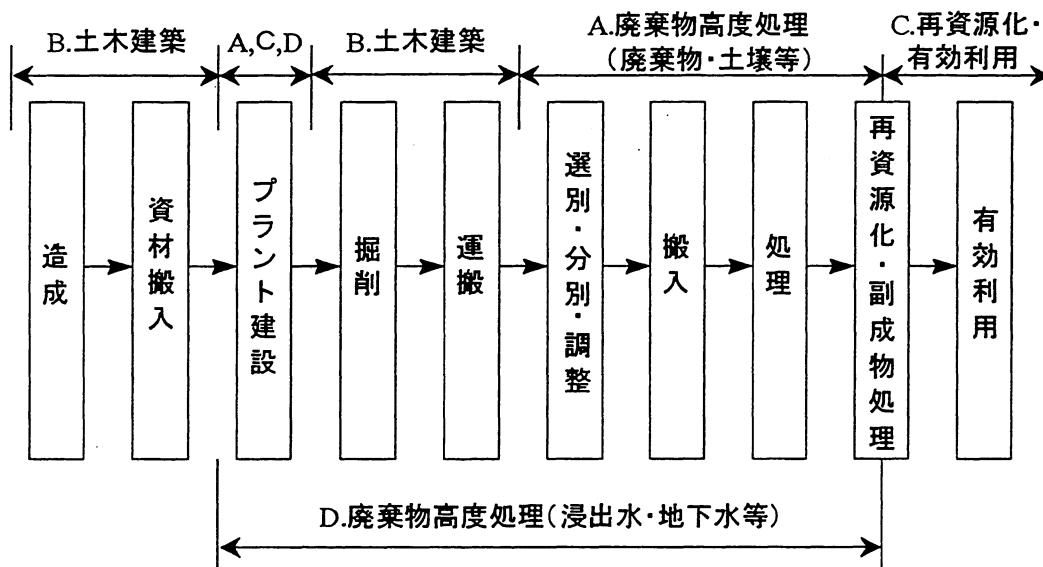 B.土木建築
A,C,D
B.土木建築
A.廃棄物高度処理
(廃棄物・土壌等)
C.再資源化・
有効利用
造成
資材搬入
プラント建設
掘削
運搬
選別・分別・調整
搬入
処理
再資源化・副成物処理
有効利用
D.廃棄物高度処理(浸出水・地下水等)